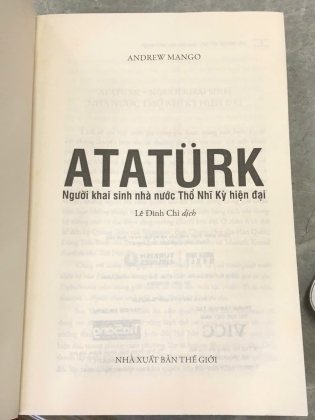 ANDREW MANGO
ATATÜRK
Người khai sinh nhà nước Thổ Nhĩ Kỳ hiện đại
Lê Đình Chi dịch
NHÀ XUẤT BẢN THẾ GIỚI